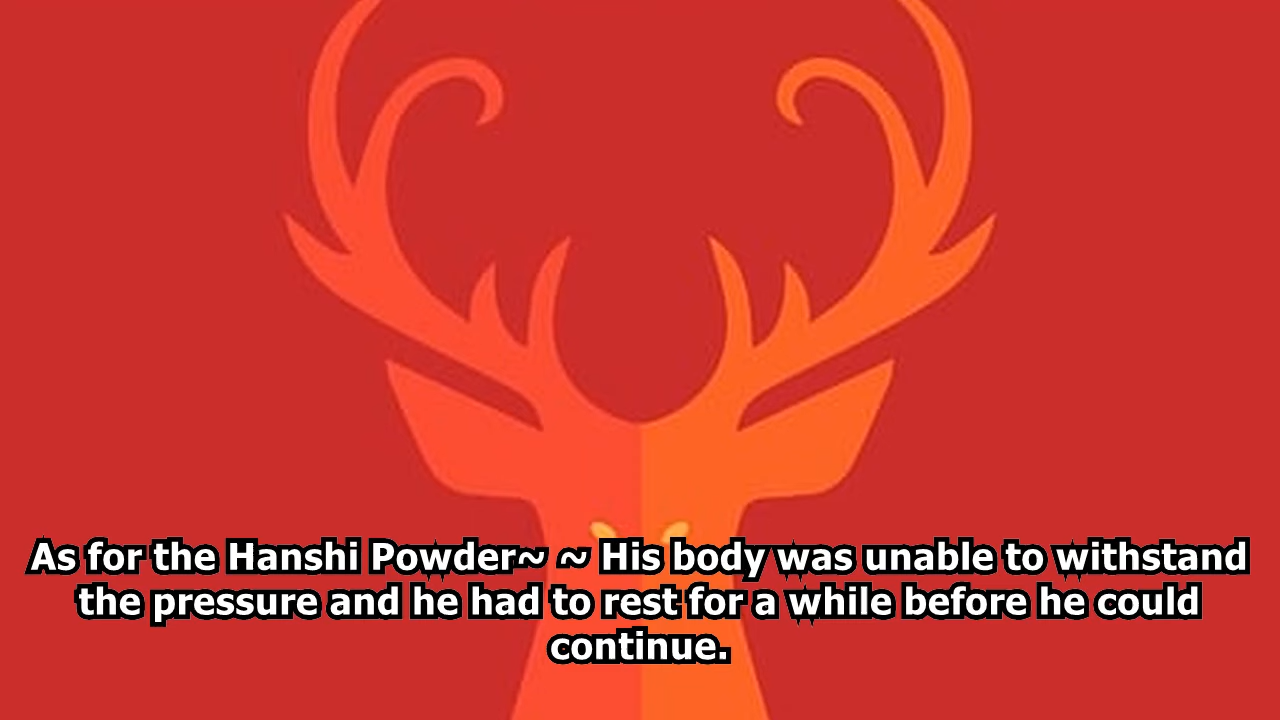 As for the Hanshi Powder~ ~ His body was unable to withstand
the pressure and he had to rest for a while before he could
continue.